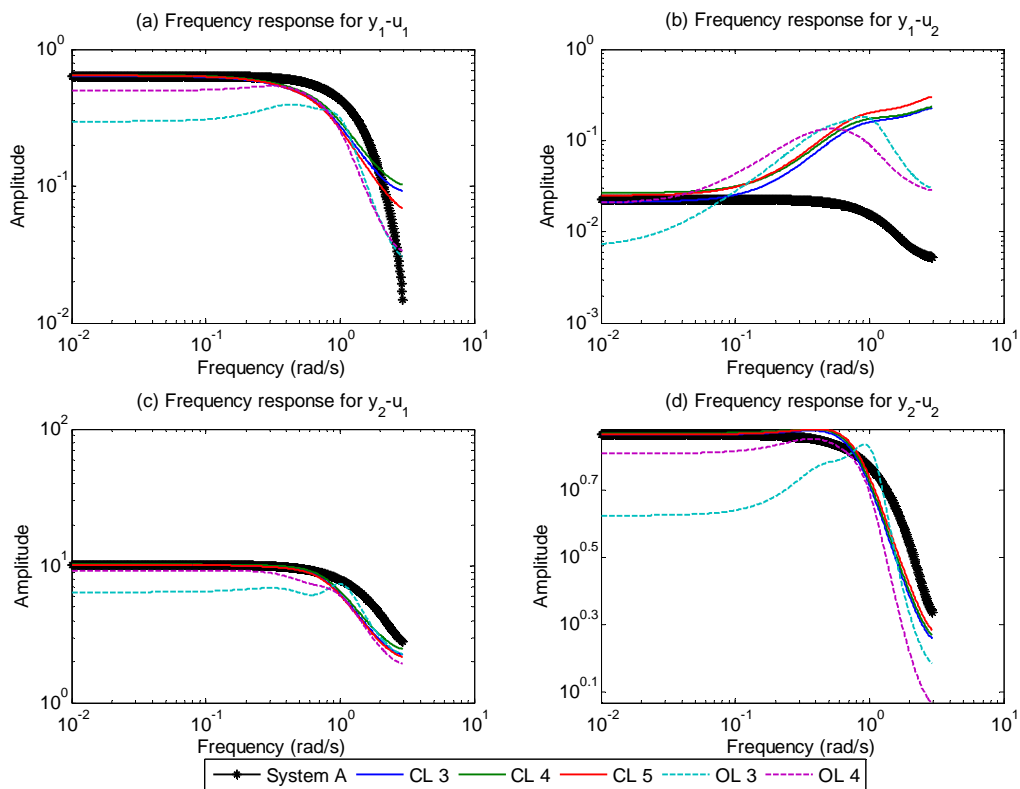 (a) Frequency response for y1-u1
10^0
10^-1
10^-2
Amplitude
10^-2 10^-1 10^0 10^1
Frequency (rad/s)
(b) Frequency response for y1-u2
10^0
10^-1
10^-2
10^-3
Amplitude
10^-2 10^-1 10^0 10^1
Frequency (rad/s)
(c) Frequency response for y2-u1
10^2
10^1
10^0
Amplitude
10^-2 10^-1 10^0 10^1
Frequency (rad/s)
(d) Frequency response for y2-u2
10^0.7
10^0.5
10^0.3
10^0.1
Amplitude
10^-2 10^-1 10^0 10^1
Frequency (rad/s)
System A CL 3 CL 4 CL 5 OL 3 OL 4